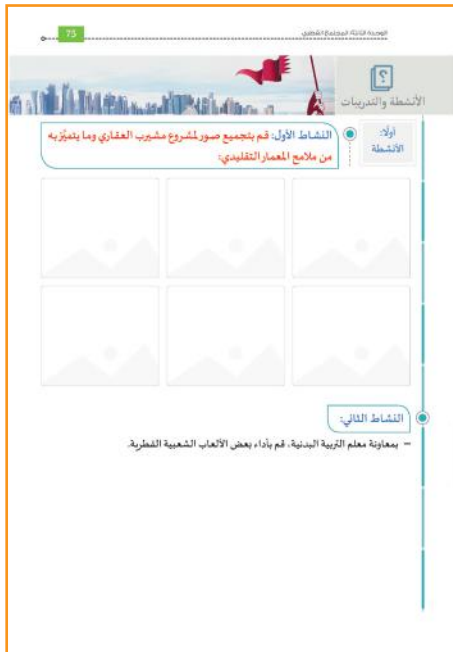 75
الوحدة الثالثة: المجتمع القطري
الأنشطة والتدريبات
أولًا:
الأنشطة
النشاط الأول: قم بتجميع صور لمشروع مشيرب العقاري وما يتميَّز به
من ملامح المعمار التقليدي:
النشاط الثاني:
– بمعاونة معلم التربية البدنية، قم بأداء بعض الألعاب الشعبية القطرية.